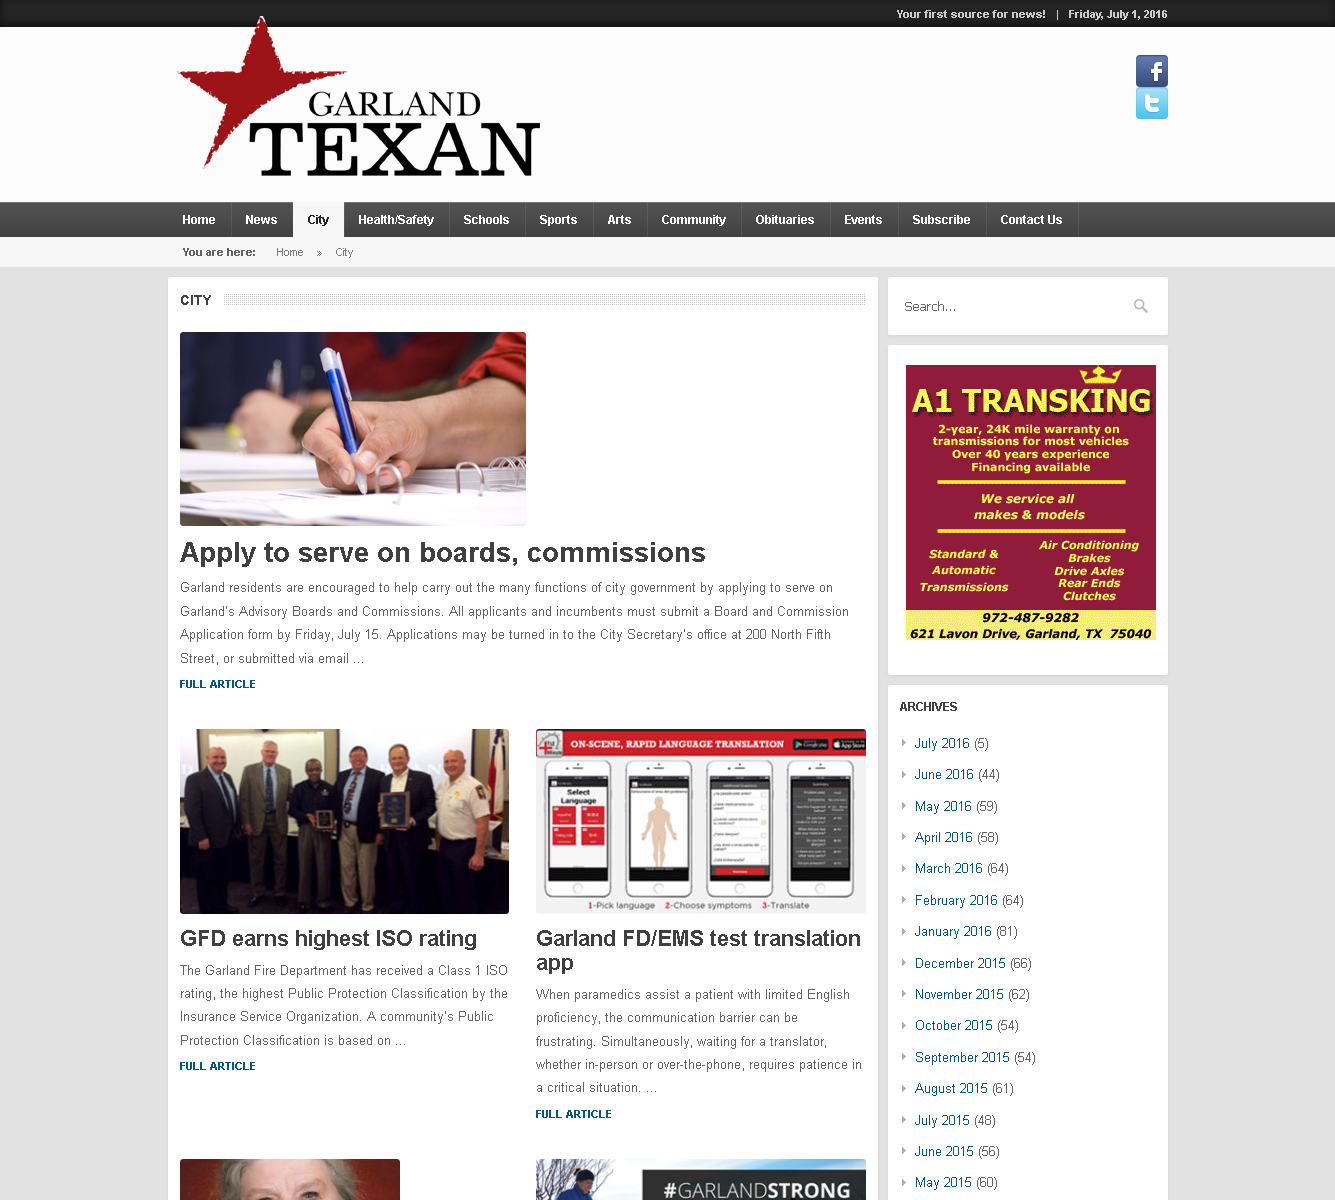 Your first source for news! | Friday, July 1, 2016
GARLAND
TEXAN
Home News City Health/Safety Schools Sports Arts Community Obituaries Events Subscribe Contact Us
You are here: Home » City
CITY
Apply to serve on boards, commissions
Garland residents are encouraged to help carry out the many functions of city government by applying to serve on
Garland's Advisory Boards and Commissions. All applicants and incumbents must submit a Board and Commission
Application form by Friday, July 15. Applications may be turned in to the City Secretary's office at 200 North Fifth
Street, or submitted via email ...
FULL ARTICLE
GFD earns highest ISO rating
The Garland Fire Department has received a Class 1 ISO
rating, the highest Public Protection Classification by the
Insurance Service Organization. A community's Public
Protection Classification is based on ...
FULL ARTICLE
ON-SCENE, RAPID LANGUAGE TRANSLATION
Google play
App Store
Select
Language
1-Pick language 2-Choose symptoms 3-Translate
Garland FD/EMS test translation
app
When paramedics assist a patient with limited English
proficiency, the communication barrier can be
frustrating. Simultaneously, waiting for a translator,
whether in-person or over-the-phone, requires patience in
a critical situation. ...
FULL ARTICLE
#GARLANDSTRONG
Search...
A1 TRANSKING
2-year, 24K mile warranty on
transmissions for most vehicles
Over 40 years experience
Financing available
We service all
makes & models
Standard &
Automatic
Transmissions
Air Conditioning
Brakes
Drive Axles
Rear Ends
Clutches
972-487-9282
621 Lavon Drive, Garland, TX 75040
ARCHIVES
July 2016 (5)
June 2016 (44)
May 2016 (59)
April 2016 (58)
March 2016 (64)
February 2016 (64)
January 2016 (81)
December 2015 (66)
November 2015 (62)
October 2015 (54)
September 2015 (54)
August 2015 (61)
July 2015 (48)
June 2015 (56)
May 2015 (60)